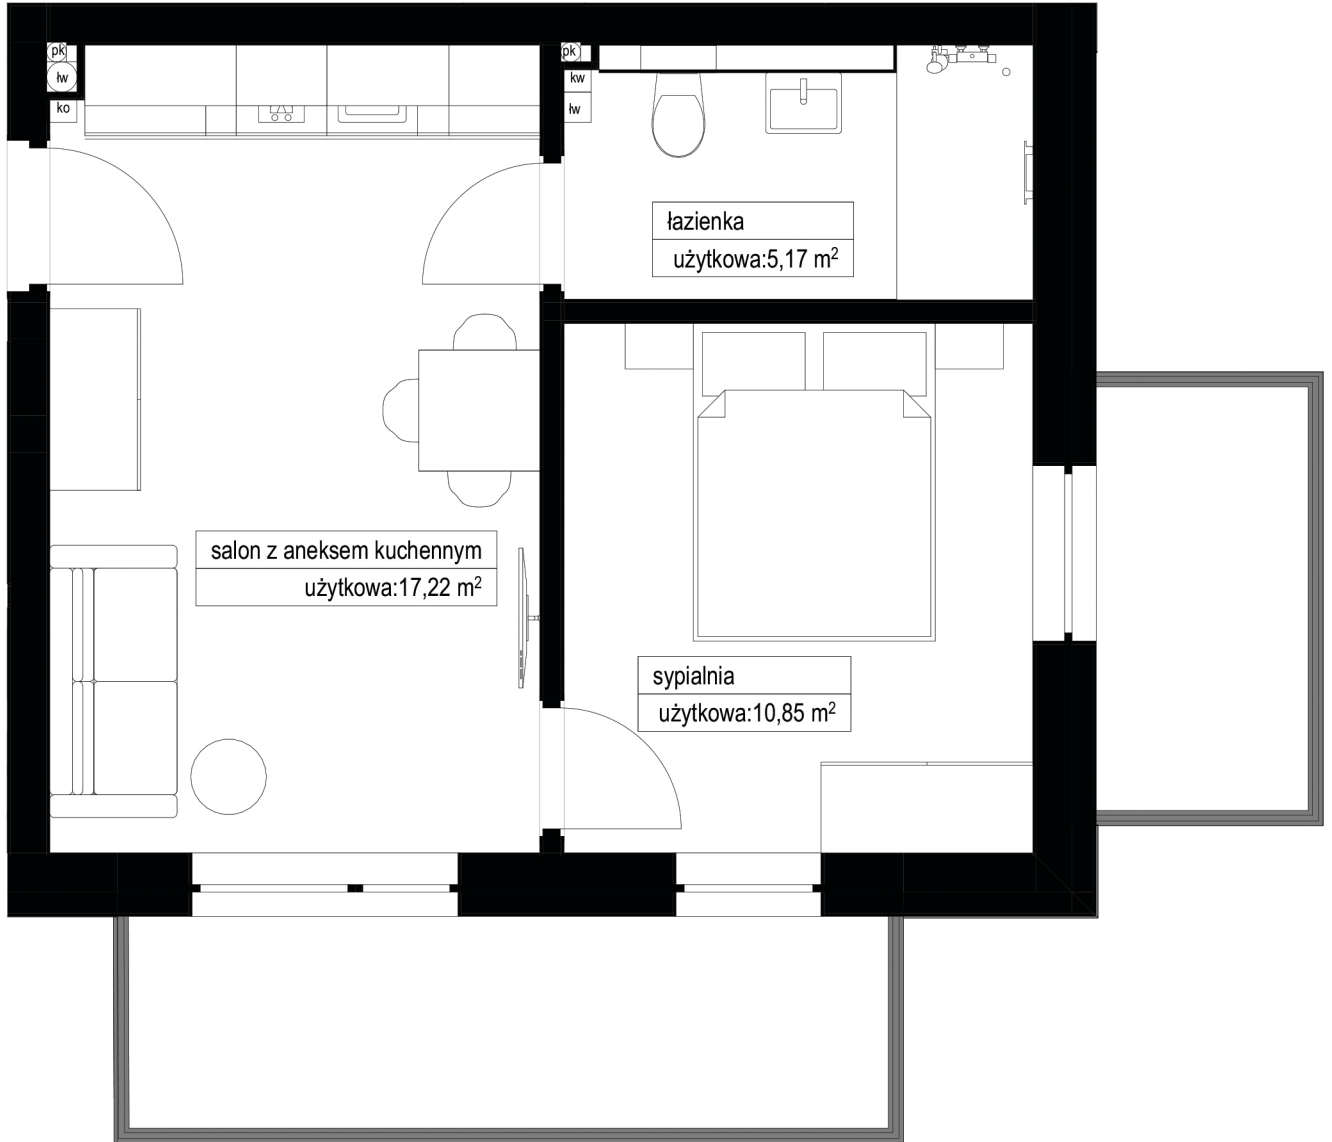 pk
łw
ko
pk
kw
łw
łazienka
użytkowa:5,17 m²
salon z aneksem kuchennym
użytkowa:17,22 m²
sypialnia
użytkowa:10,85 m²